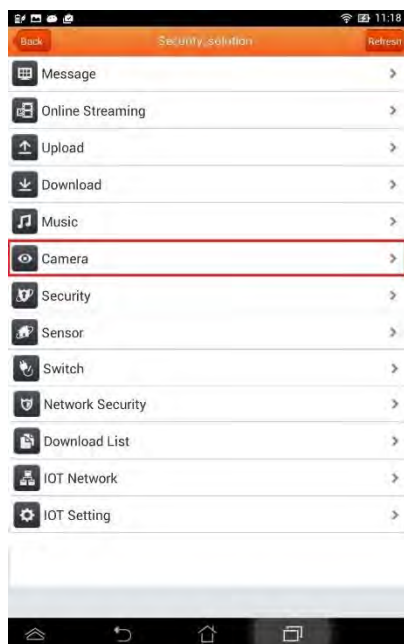 11:18
Back Security, solution Refresh
Message
Online Streaming
Upload
Download
Music
Camera
Security
Sensor
Switch
Network Security
Download List
IOT Network
IOT Setting